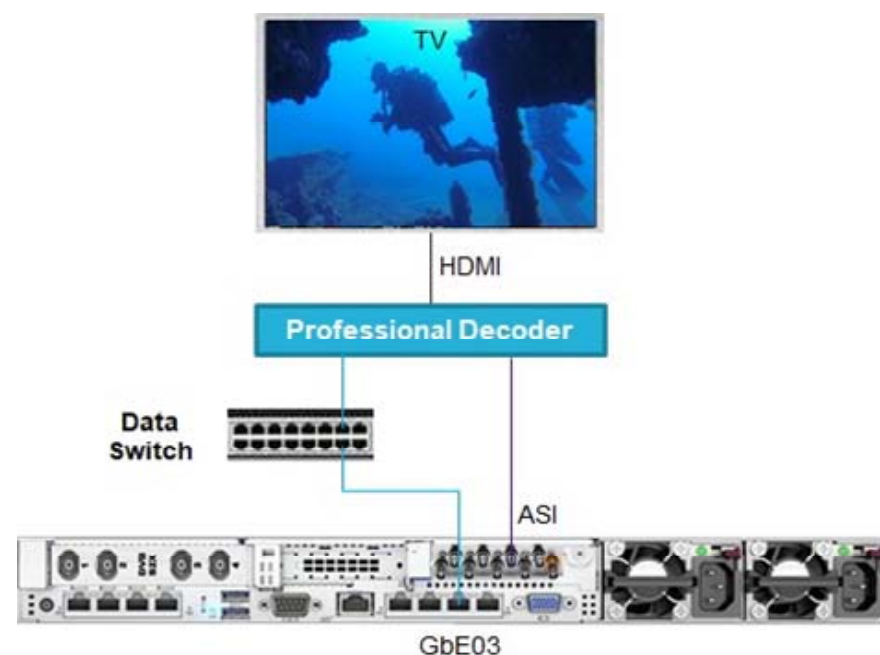 TV
HDMI
Professional Decoder
Data
Switch
ASI
GbE03